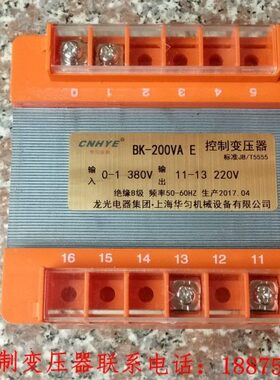 0 1 2 3 4 5 6
CNHYE®
BK-200VA E 控制变压器
标准JB/T5555
输入 0-1 380V 输出 11-13 220V
绝缘B级 频率50-60HZ 生产2017.04
龙光电器集团·上海华匀机械设备有限公司
16 15 14 13 12 11
制变压器联系电话：18875